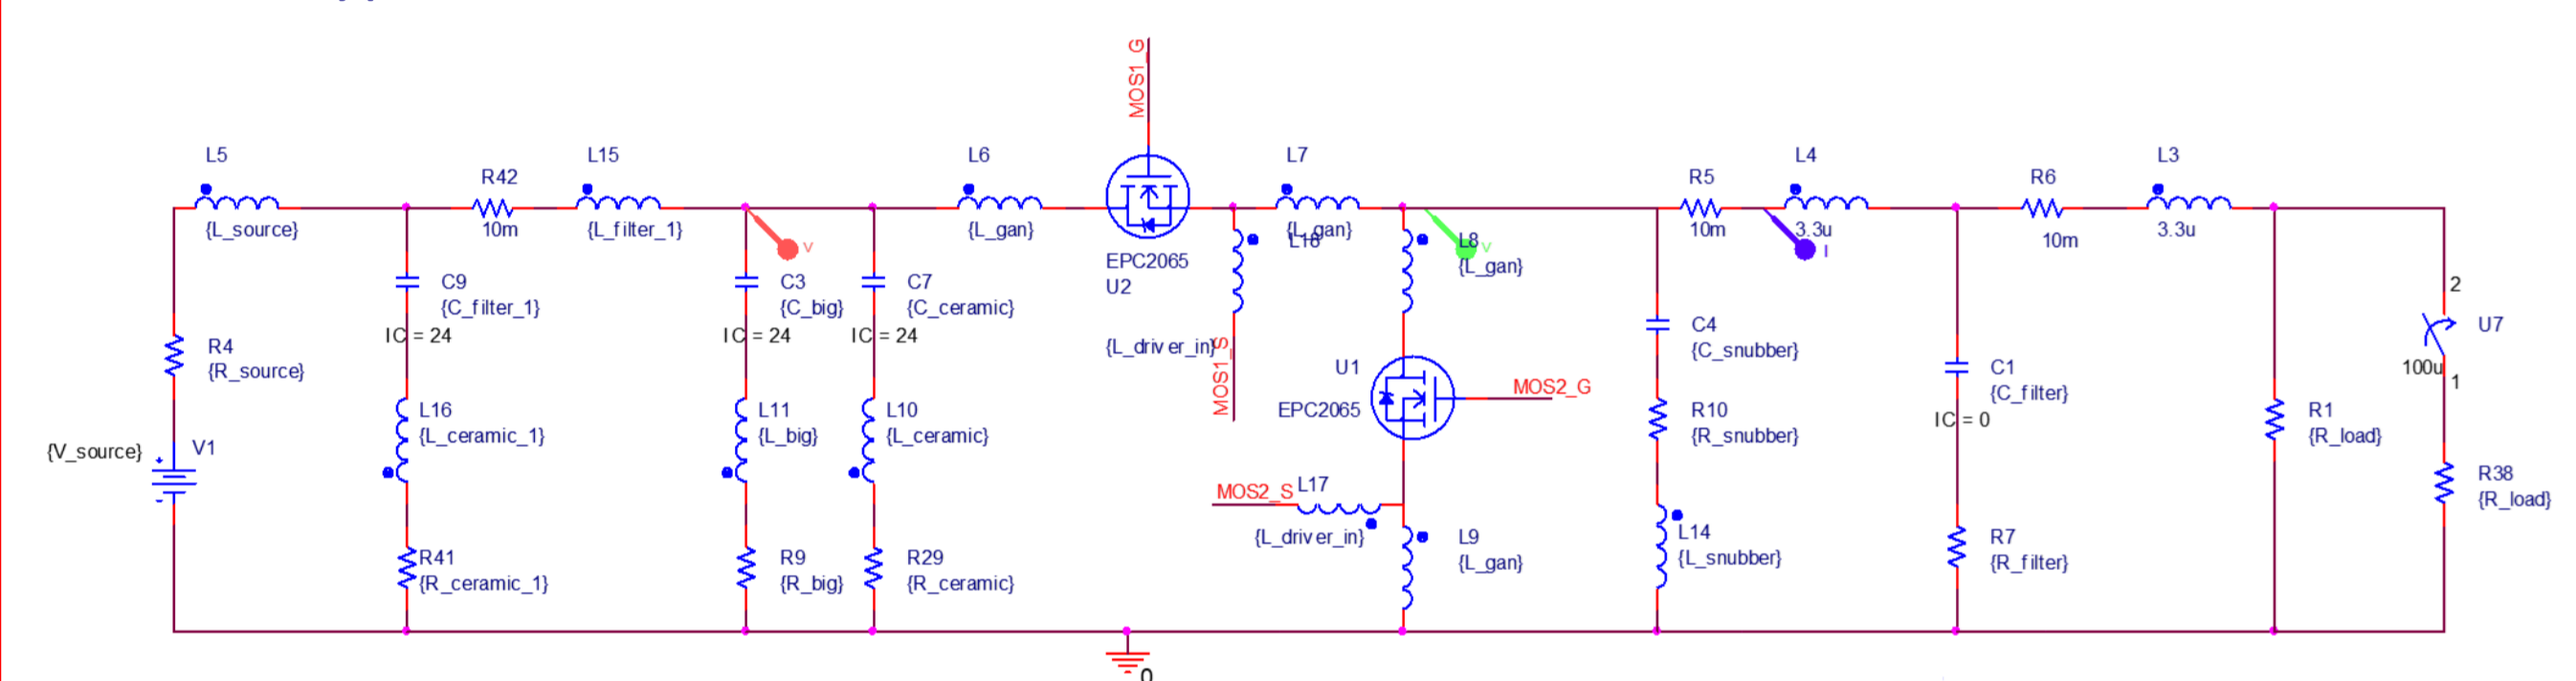 MOS1_G
L5
{L_source}
R42
10m
L15
{L_filter_1}
L6
{L_gan}
L7
{L_gan}
R5
10m
L4
3.3u
R6
10m
L3
3.3u
V
EPC2065
U2
{L_driver_in}
MOS1_S
L8
V
{L_gan}
I
C9
{C_filter_1}
IC = 24
C3
{C_big}
IC = 24
C7
{C_ceramic}
IC = 24
R4
{R_source}
{V_source}
V1
+
-
L16
{L_ceramic_1}
L11
{L_big}
L10
{L_ceramic}
R41
{R_ceramic_1}
R9
{R_big}
R29
{R_ceramic}
U1
EPC2065
MOS2_G
MOS2_S
L17
{L_driver_in}
L9
{L_gan}
C4
{C_snubber}
R10
{R_snubber}
L14
{L_snubber}
C1
{C_filter}
IC = 0
R7
{R_filter}
R1
{R_load}
2
U7
100u
1
R38
{R_load}
0